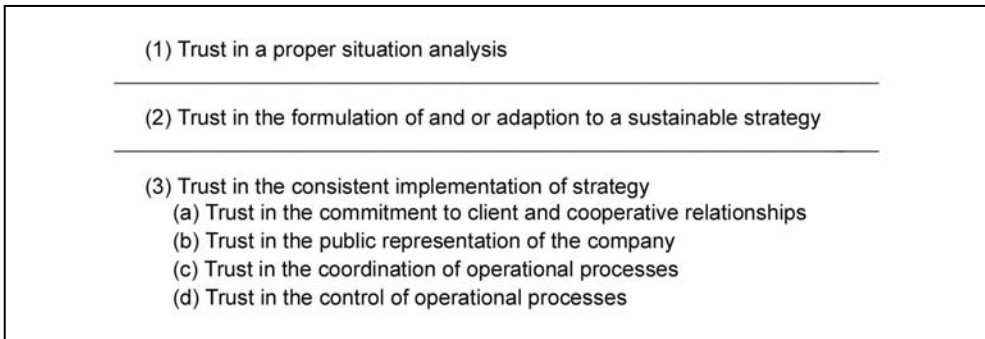 (1) Trust in a proper situation analysis
(2) Trust in the formulation of and or adaption to a sustainable strategy
(3) Trust in the consistent implementation of strategy
(a) Trust in the commitment to client and cooperative relationships
(b) Trust in the public representation of the company
(c) Trust in the coordination of operational processes
(d) Trust in the control of operational processes